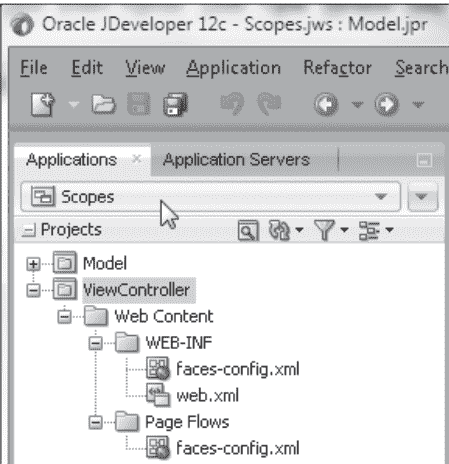 Oracle JDeveloper 12c - Scopes.jws : Model.jpr
File Edit View Application Refactor Search
Applications × Application Servers
Scopes
Projects
Model
ViewController
Web Content
WEB-INF
faces-config.xml
web.xml
Page Flows
faces-config.xml